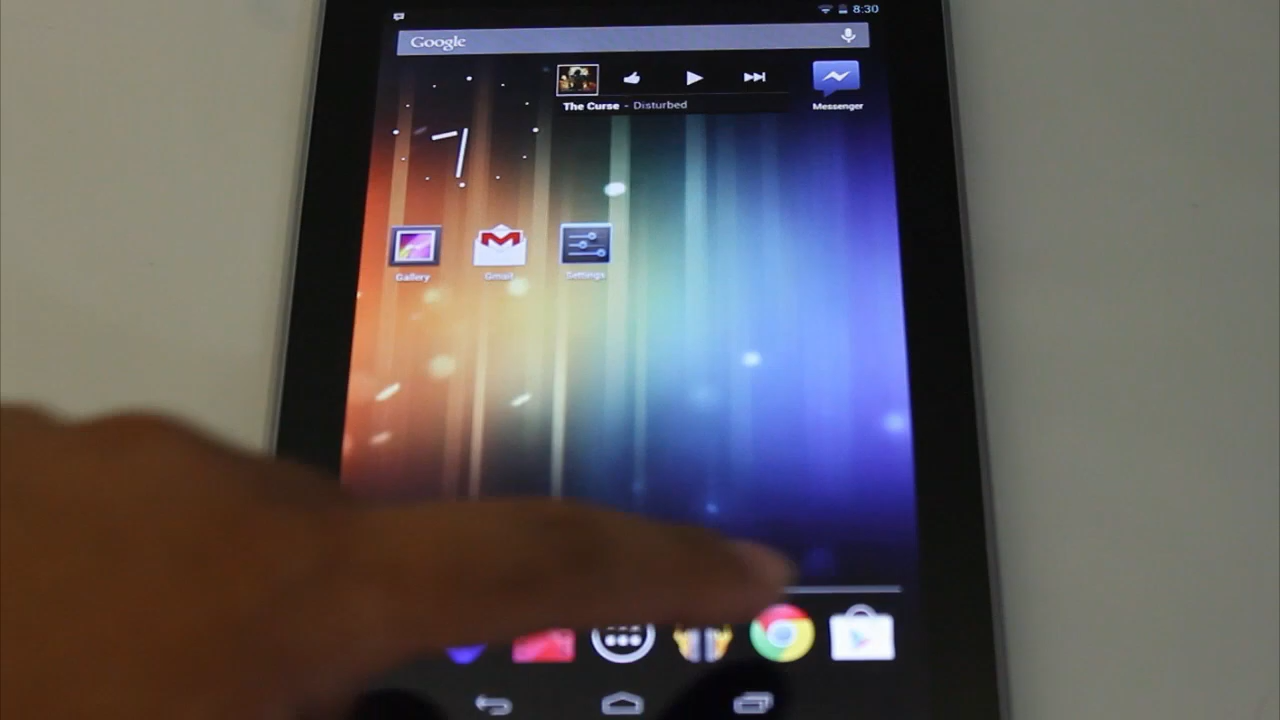 8:30
Google
The Curse - Disturbed
Messenger
Gallery
Gmail
Settings